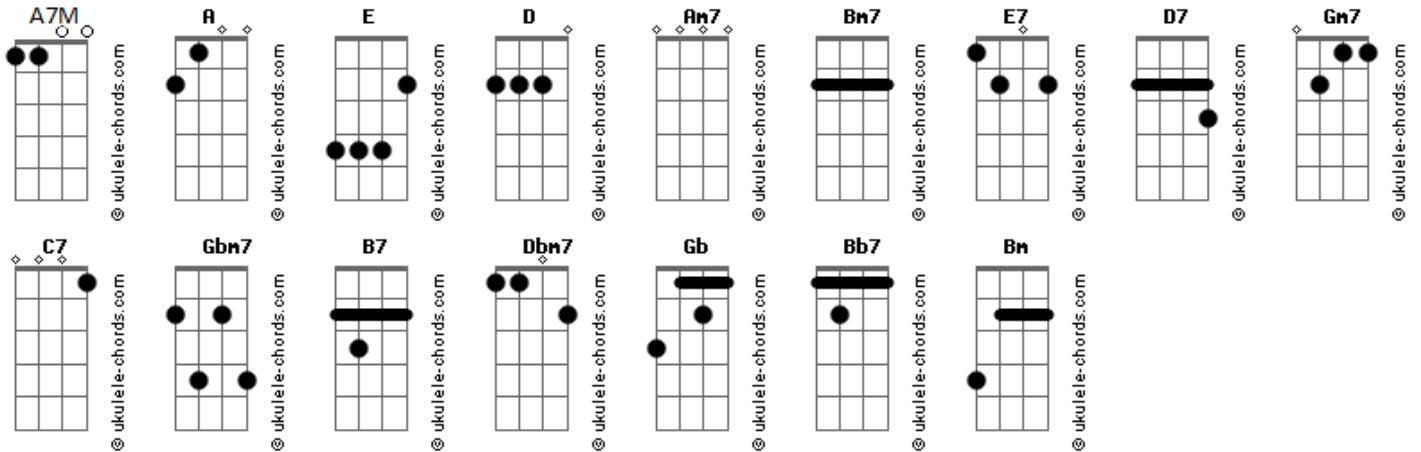 A7M A E D Am7 Bm7 E7 D7 Gm7
© ukulele-chords.com © ukulele-chords.com © ukulele-chords.com © ukulele-chords.com © ukulele-chords.com © ukulele-chords.com © ukulele-chords.com © ukulele-chords.com © ukulele-chords.com
C7 Gbm7 B7 Dbm7 Gb Bb7 Bm
© ukulele-chords.com © ukulele-chords.com © ukulele-chords.com © ukulele-chords.com © ukulele-chords.com © ukulele-chords.com © ukulele-chords.com